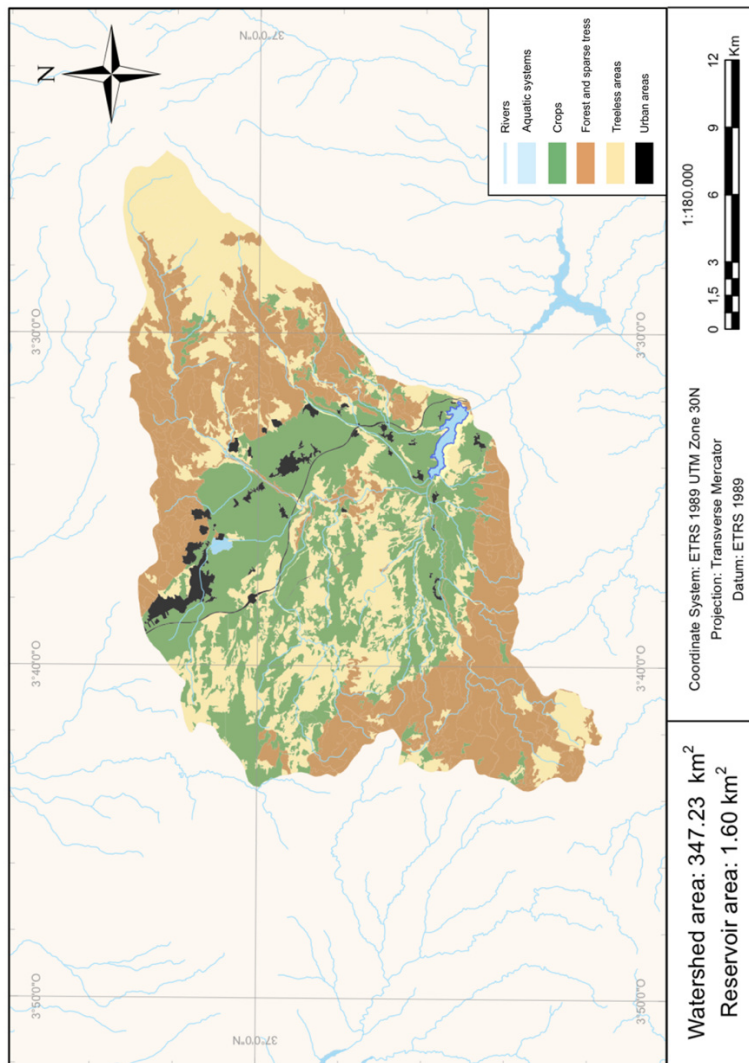 N
37°0'0"N
3°30'0"O
3°40'0"O
3°50'0"O
37°0'0"N
3°30'0"O
3°40'0"O
3°50'0"O
Rivers
Aquatic systems
Crops
Forest and sparse tress
Treeless areas
Urban areas
Watershed area: 347.23 km²
Reservoir area: 1.60 km²
Coordinate System: ETRS 1989 UTM Zone 30N
Projection: Transverse Mercator
Datum: ETRS 1989
1:180.000
0 1,5 3 6 9 12
Km